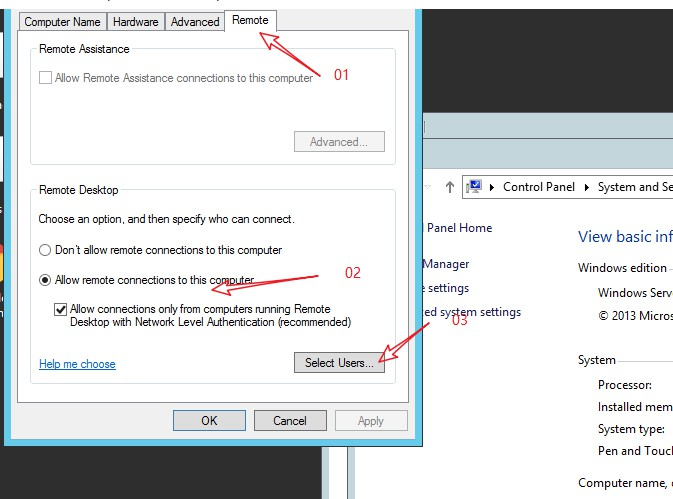 Computer Name
Hardware
Advanced
Remote
Remote Assistance
Allow Remote Assistance connections to this computer
01
Advanced...
Remote Desktop
Choose an option, and then specify who can connect.
Don't allow remote connections to this computer
Allow remote connections to this computer
02
Allow connections only from computers running Remote
Desktop with Network Level Authentication (recommended)
Help me choose
Select Users...
03
OK
Cancel
Apply
Control Panel
System and Se
Panel Home
Manager
settings
ed system settings
View basic inf
Windows edition
Windows Serv
© 2013 Micros
System
Processor:
Installed mem
System type:
Pen and Touch
Computer name,